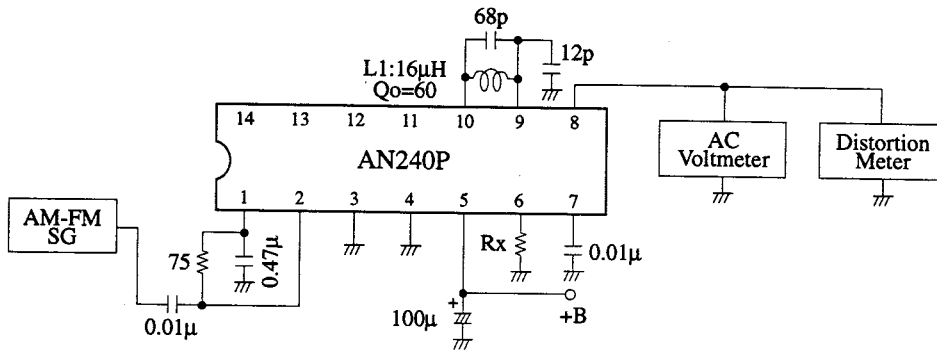 68p
12p
L1:16μH
Qo=60
14 13 12 11 10 9 8
AN240P
AC
Voltmeter
Distortion
Meter
1 2 3 4 5 6 7
AM-FM
SG
75
0.47μ
Rx
0.01μ
0.01μ
100μ
+
+B